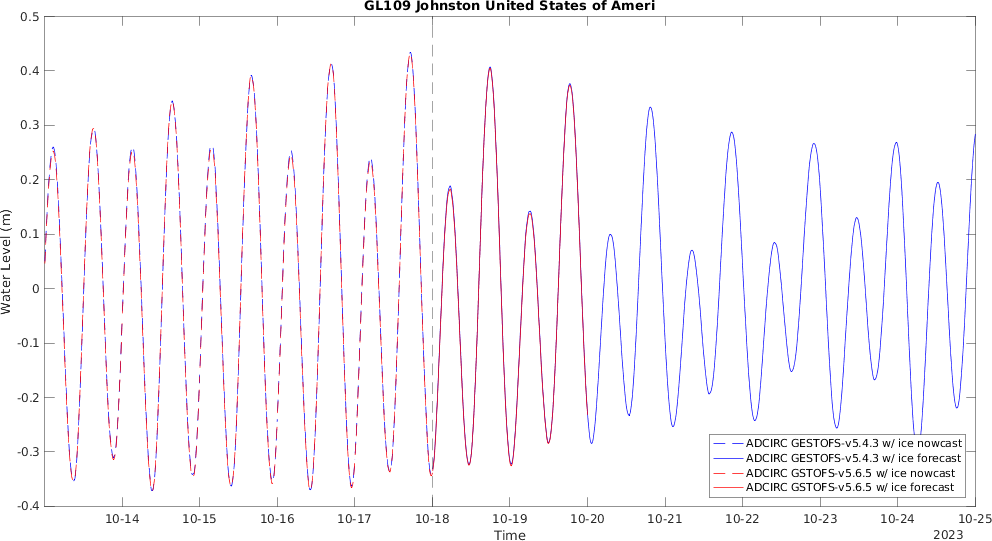 GL109 Johnston United States of Ameri
0.5
0.4
0.3
0.2
0.1
0
-0.1
-0.2
-0.3
-0.4
Water Level (m)
ADCIRC GESTOFS-v5.4.3 w/ ice nowcast
ADCIRC GESTOFS-v5.4.3 w/ ice forecast
ADCIRC GSTOFS-v5.6.5 w/ ice nowcast
ADCIRC GSTOFS-v5.6.5 w/ ice forecast
10-14 10-15 10-16 10-17 10-18 10-19 10-20 10-21 10-22 10-23 10-24 10-25
Time 2023